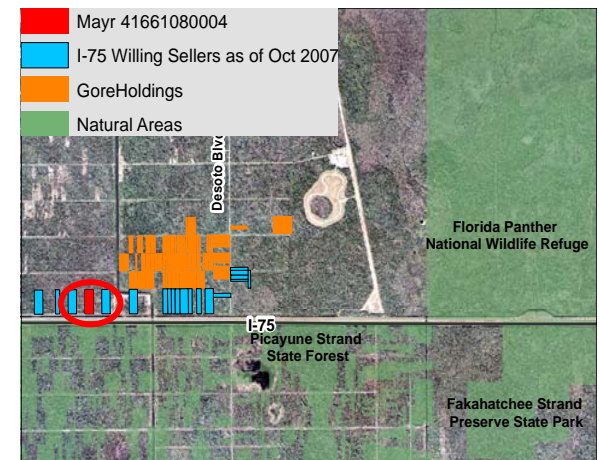 Mayr 41661080004
I-75 Willing Sellers as of Oct 2007
GoreHoldings
Natural Areas
Desoto Blvd
Florida Panther
National Wildlife Refuge
I-75
Picayune Strand
State Forest
Fakahatchee Strand
Preserve State Park